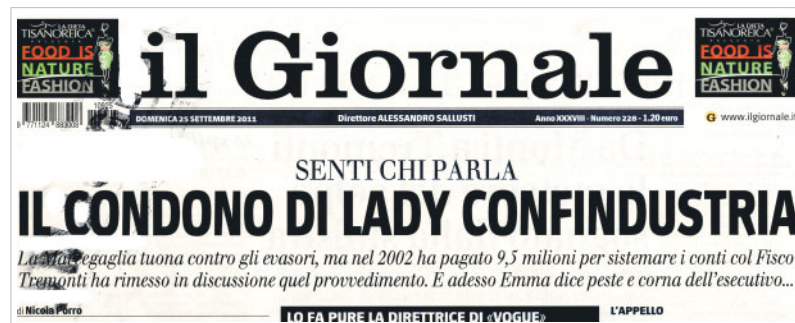 LA DIETA
TISANOREICA
FOOD IS
NATURE
FASHION
il Giornale
LA DIETA
TISANOREICA
FOOD IS
NATURE
FASHION
9 771124 883008
DOMENICA 25 SETTEMBRE 2011
Direttore ALESSANDRO SALLUSTI
Anno XXXVIII - Numero 228 - 1.20 euro
G www.ilgiornale.it
SENTI CHI PARLA
IL CONDONO DI LADY CONFINDUSTRIA
La Marcegaglia tuona contro gli evasori, ma nel 2002 ha pagato 9,5 milioni per sistemare i conti col Fisco
Tremonti ha rimesso in discussione quel provvedimento. E adesso Emma dice peste e corna dell'esecutivo...
di Nicola Porro
LO FA PURE LA DIRETTRICE DI «VOGUE»
L'APPELLO